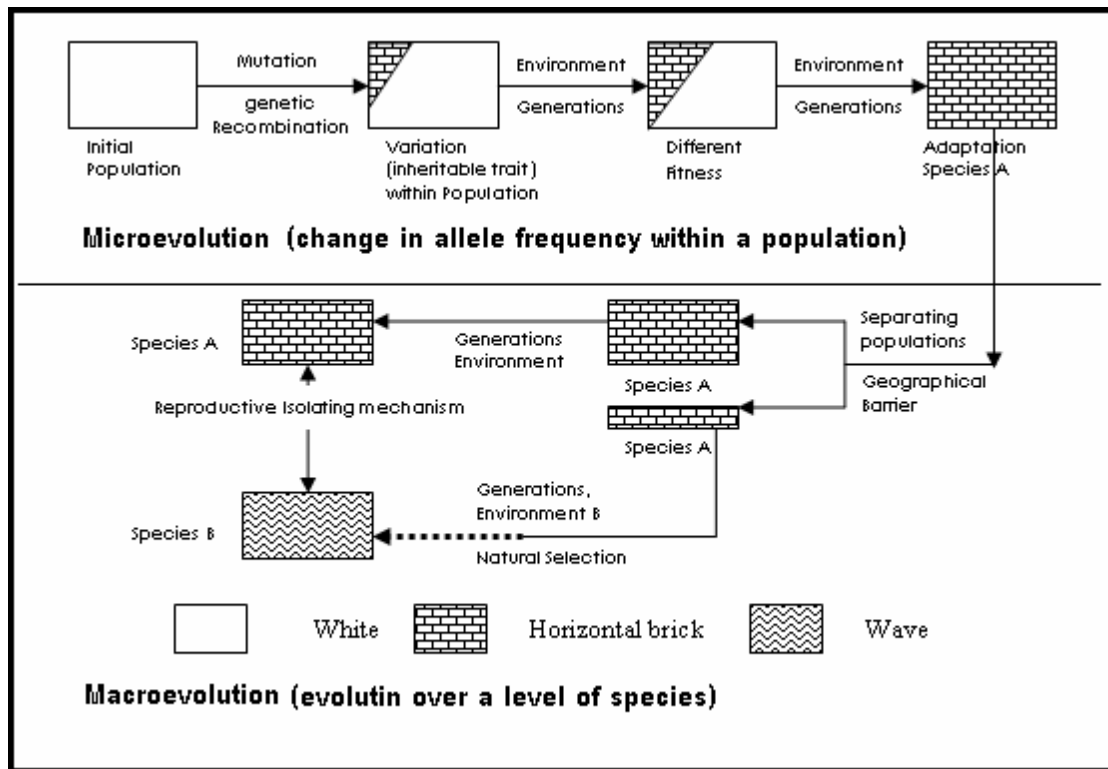 Mutation
genetic
Recombination
Environment
Generations
Environment
Generations
Initial
Population
Variation
(inheritable trait)
within Population
Different
Fitness
Adaptation
Species A
Microevolution (change in allele frequency within a population)
Species A
Generations
Environment
Species A
Separating
populations
Geographical
Barrier
Reproductive Isolating mechanism
Species A
Species B
Generations,
Environment B
Natural Selection
White
Horizontal brick
Wave
Macroevolution (evolutin over a level of species)